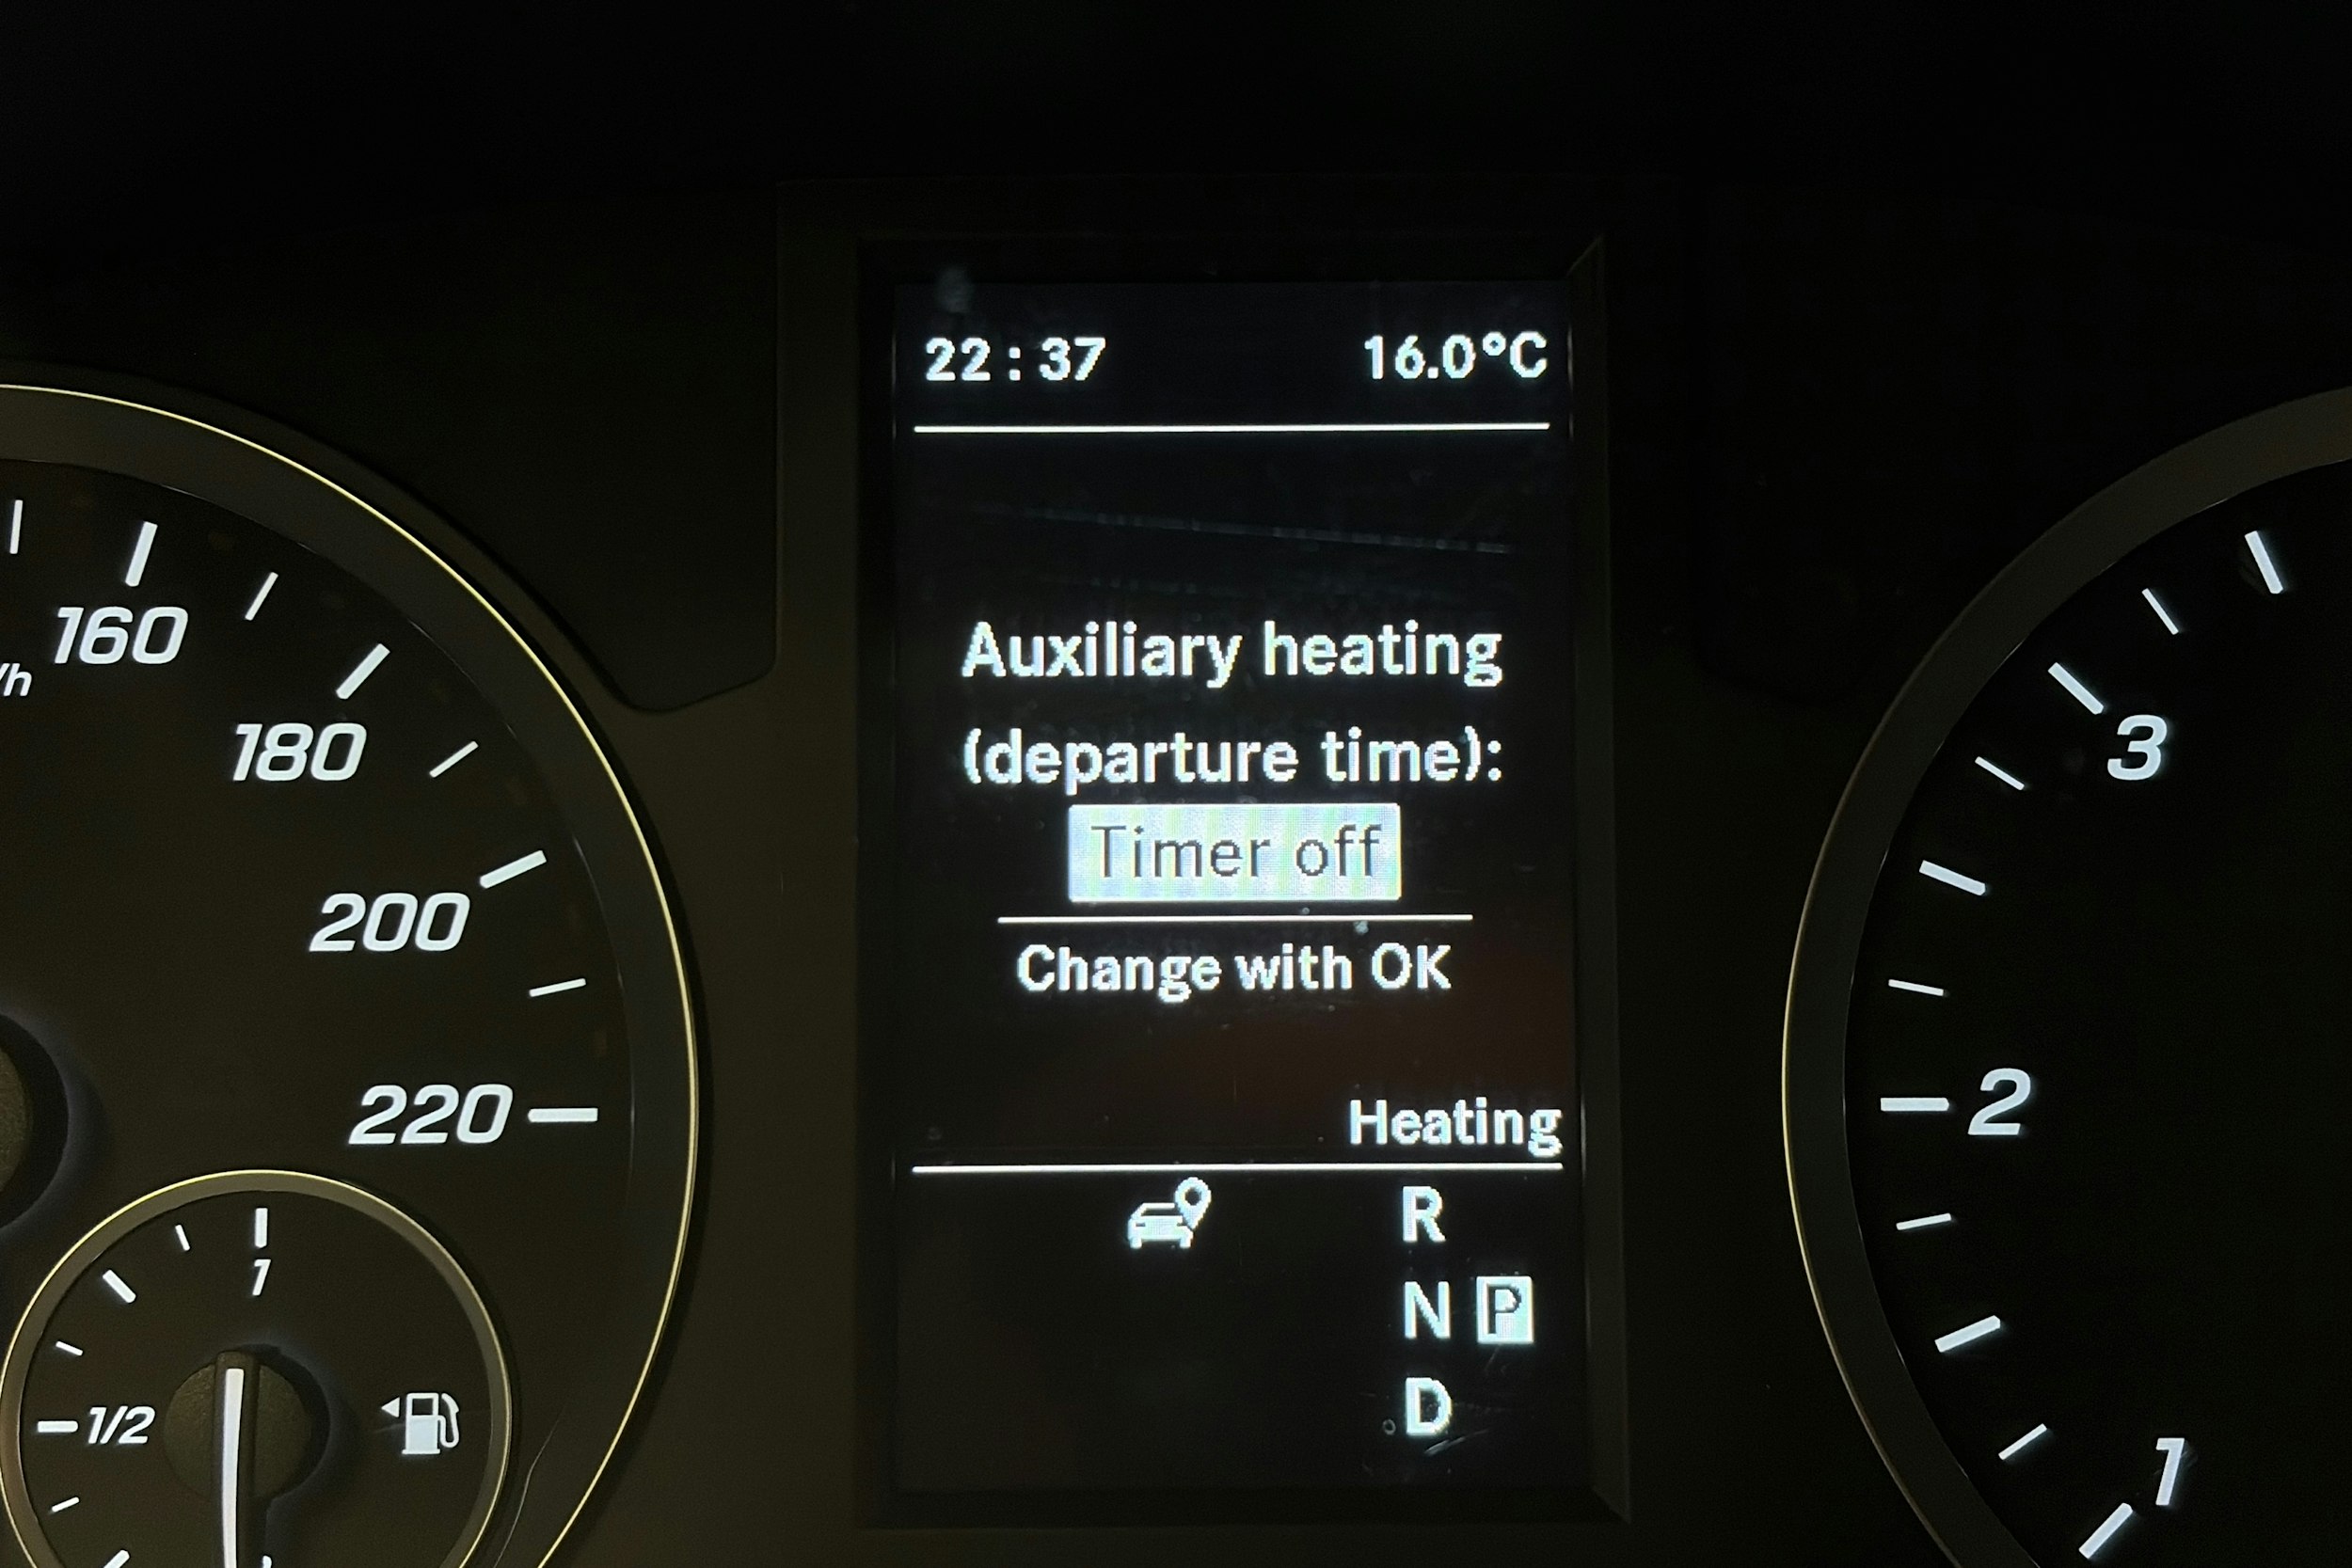 22 : 37 16.0°C
Auxiliary heating
(departure time):
Timer off
Change with OK
Heating
R
N P
D
160
/h
180
200
220
1
1/2
3
2
1